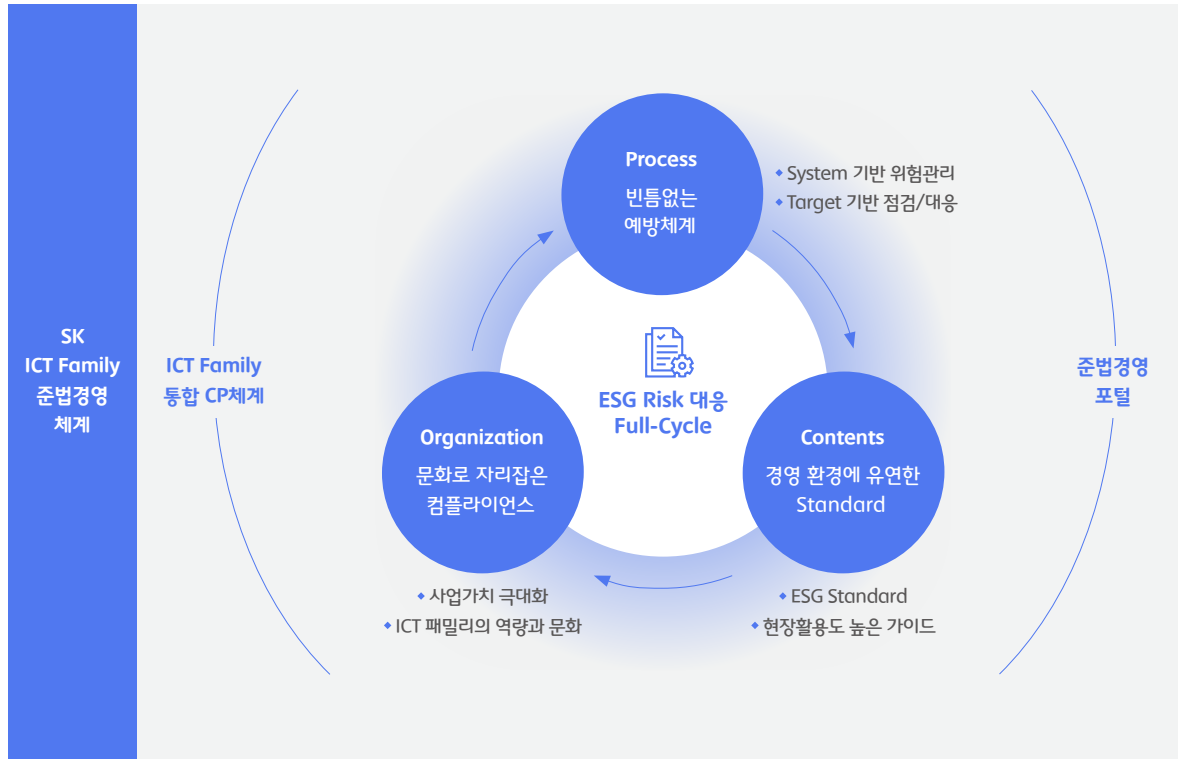 SK
ICT Family
준법경영
체계
ICT Family
통합 CP체계
Process
빈틈없는
예방체계
◆ System 기반 위험관리
◆ Target 기반 점검/대응
ESG Risk 대응
Full-Cycle
Organization
문화로 자리잡은
컴플라이언스
◆ 사업가치 극대화
◆ ICT 패밀리의 역량과 문화
Contents
경영 환경에 유연한
Standard
◆ ESG Standard
◆ 현장활용도 높은 가이드
준법경영
포털